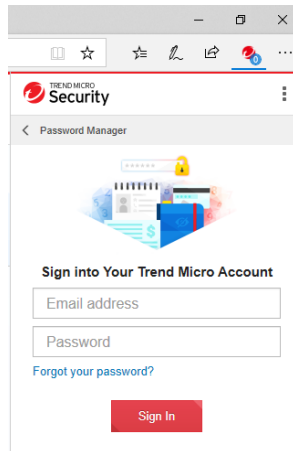 0
TREND MICRO
Security
Password Manager
Sign into Your Trend Micro Account
Email address
Password
Forgot your password?
Sign In